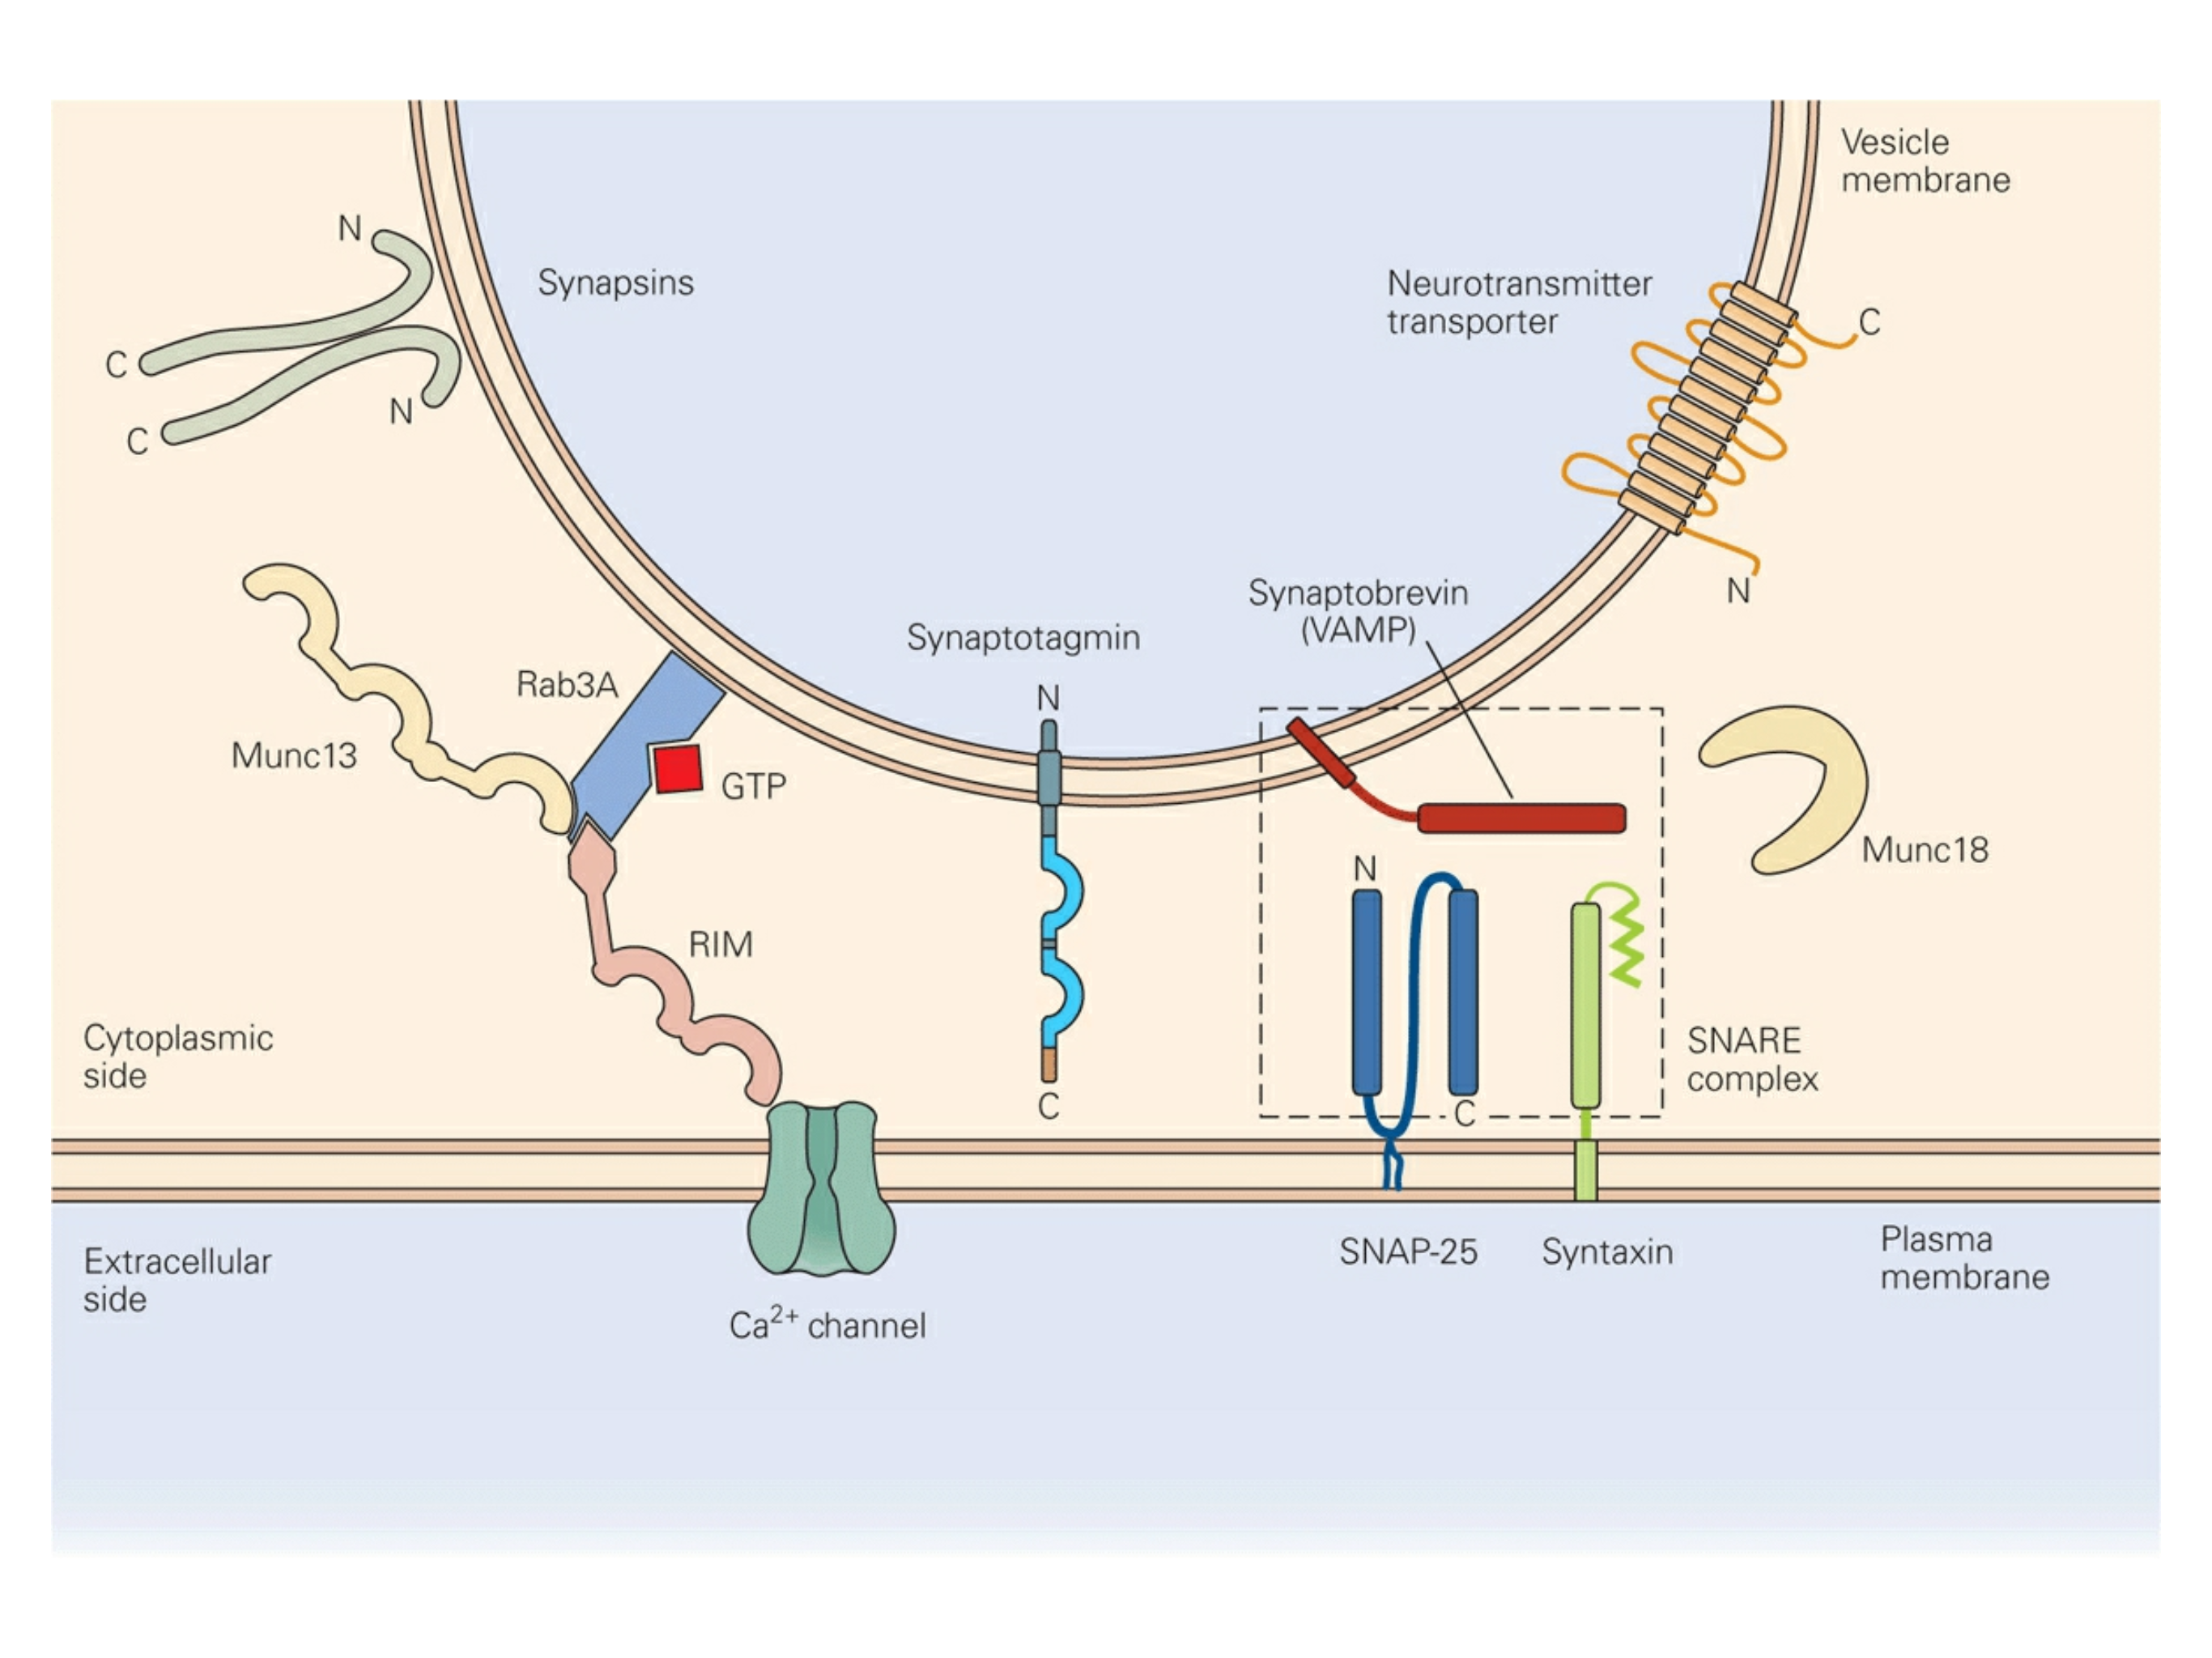 Vesicle
membrane
N
Synapsins
Neurotransmitter
transporter
C
C
N
C
N
Synaptobrevin
(VAMP)
Synaptotagmin
N
Rab3A
Munc13
GTP
Munc18
N
RIM
Cytoplasmic
side
SNARE
complex
C
C
Extracellular
side
SNAP-25
Syntaxin
Plasma
membrane
Ca²⁺ channel